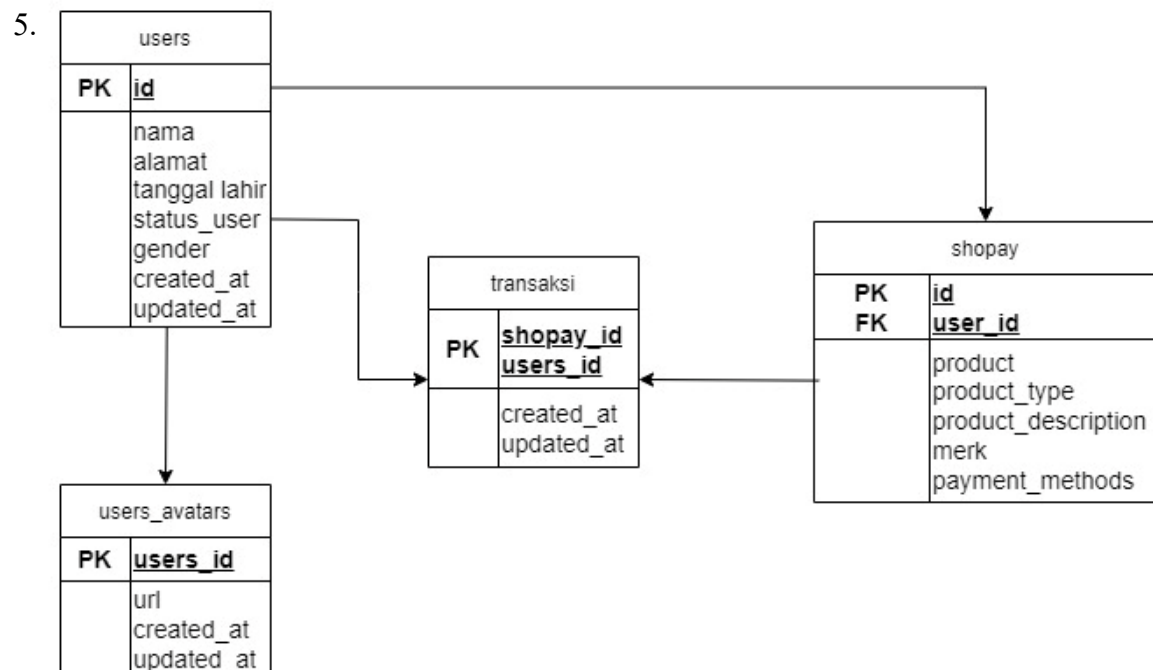 5.
users
PK id
nama
alamat
tanggal lahir
status_user
gender
created_at
updated_at
shopay
PK id
FK user_id
product
product_type
product_description
merk
payment_methods
transaksi
PK shopay_id
users_id
created_at
updated_at
users_avatars
PK users_id
url
created_at
updated_at